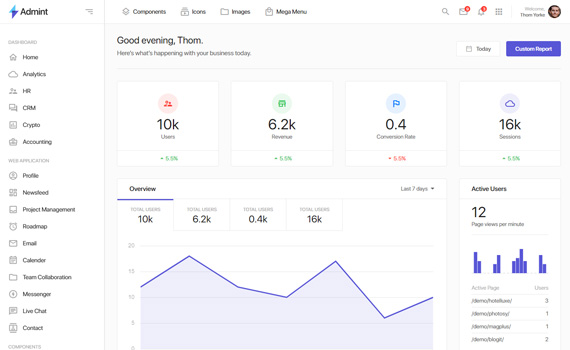 Admint
Components
Icons
Folders
Mega Menu
Welcome,
Thom Yorke
DASHBOARD
Home
Analytics
HR
CRM
Crypto
Accounting
WEB APPLICATION
Profile
Newsfeed
Project Management
Roadmap
Email
Calender
Team Collaboration
Messenger
Live Chat
Contact
COMPONENTS
Good evening, Thom.
Here's what's happening with your business today.
Today
Custom Report
10k
Users
5.5%
6.2k
Revenue
5.5%
0.4
Conversion Rate
5.5%
16k
Sessions
5.5%
Overview
Last 7 days
TOTAL USERS
10k
TOTAL USERS
6.2k
TOTAL USERS
0.4k
TOTAL USERS
16k
20
15
10
5
0
Active Users
12
Page views per minute
Active Page Users
/demo/hoteluxe/ 3
/demo/photosy/ 1
/demo/magplus/ 1
/demo/blogit/ 2